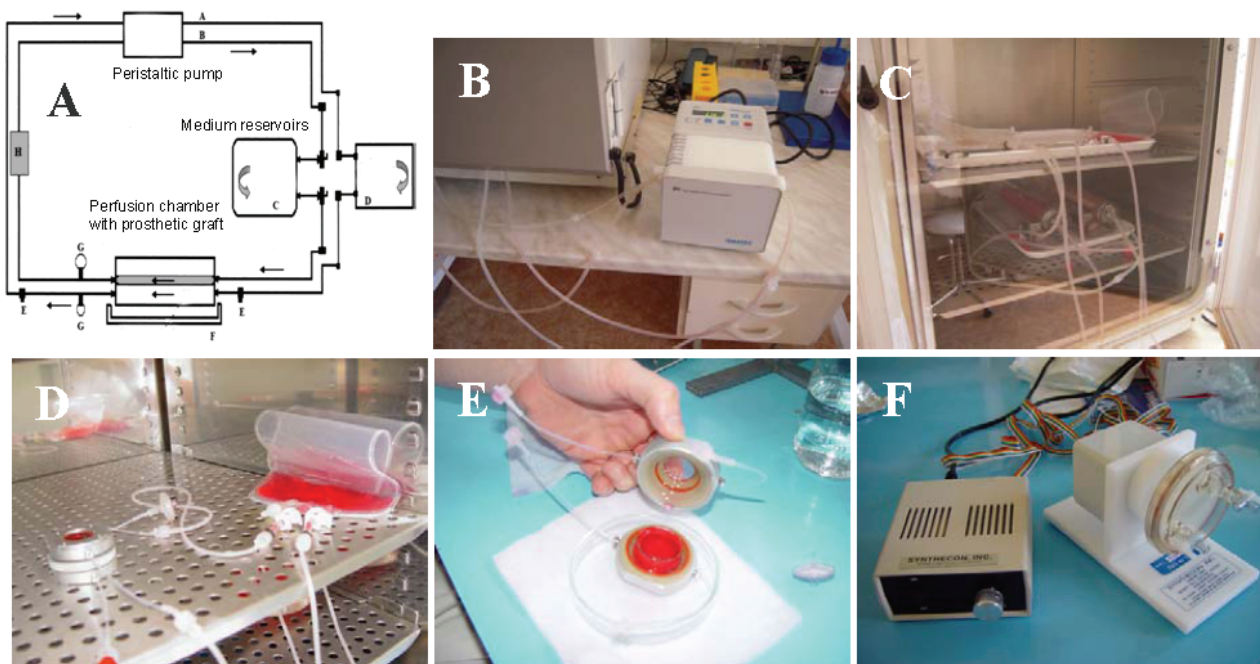 A
B
Peristaltic pump
A
Medium reservoirs
H
C
D
Perfusion chamber
with prosthetic graft
G
E
E
G
F
B
C
D
E
F
SYNTHECON, INC.